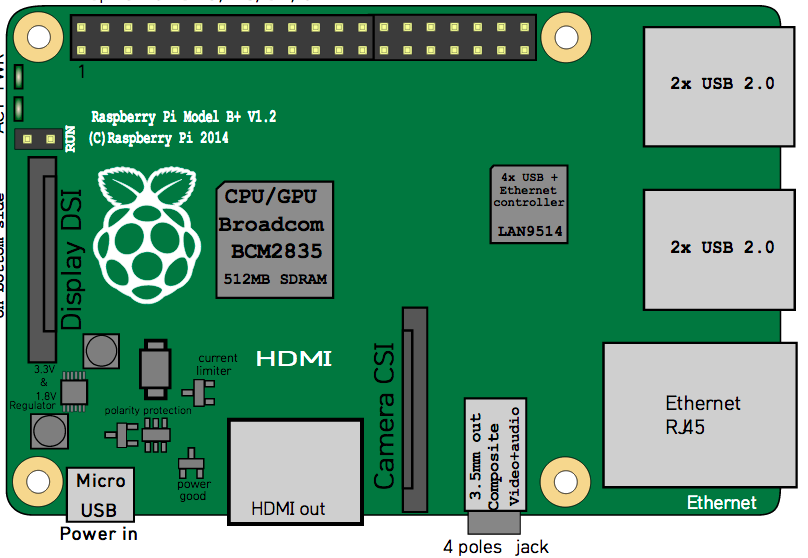 1
ACT PWR
Raspberry Pi Model B+ V1.2
(C)Raspberry Pi 2014
RUN
on bottom side
Display DSI
CPU/GPU
Broadcom
BCM2835
512MB SDRAM
4x USB +
Ethernet
controller
LAN9514
2x USB 2.0
2x USB 2.0
3.3V
&
1.8V
Regulator
current
limiter
polarity protection
power
good
HDMI
HDMI out
Camera CSI
3.5mm out
Composite
Video+audio
4 poles jack
Ethernet
RJ45
Ethernet
Micro
USB
Power in